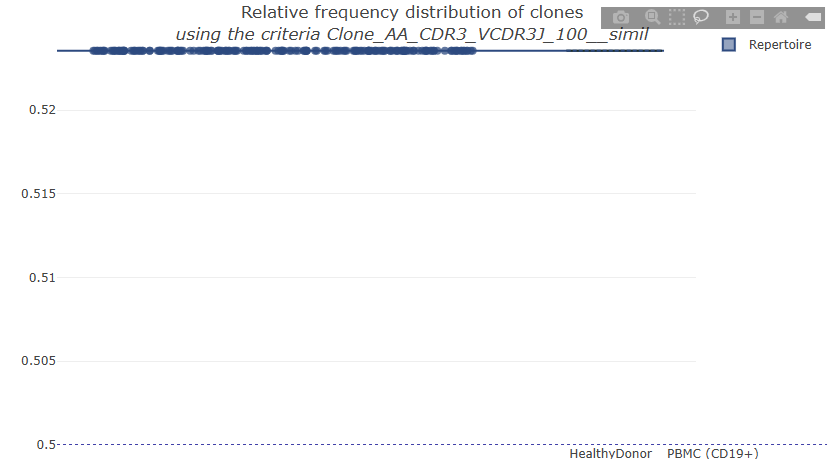 Relative frequency distribution of clones
using the criteria Clone_AA_CDR3_VCDR3J_100__simil
Repertoire
0.52
0.515
0.51
0.505
0.5
HealthyDonor PBMC (CD19+)